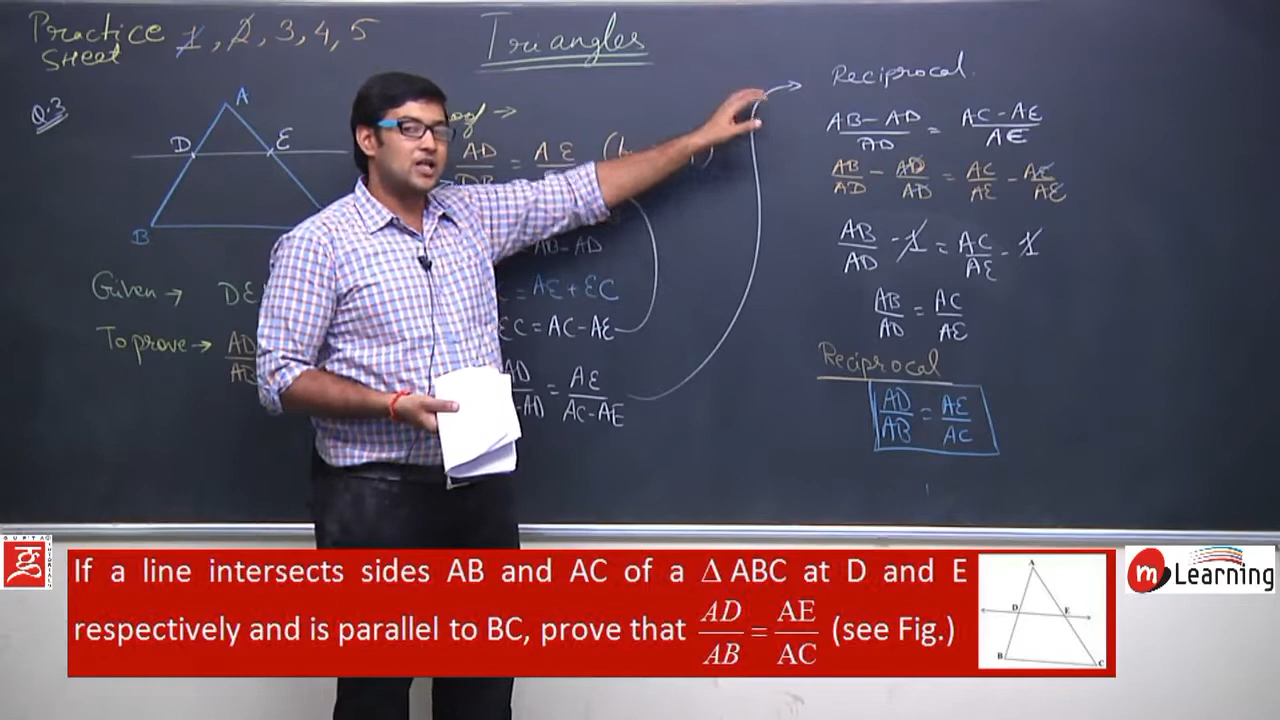 Practice 1, 2, 3, 4, 5
Sheet
Triangles
Q.3
A
D
E
B
Given → DE
To prove → AD
AD/DB = AE
AB-AD
= AE + EC
EC = AC - AE
AD = AE/AC-AE
Reciprocal
AB-AD/AD = AC-AE/AE
AB/AD - AD/AD = AC/AE - AE/AE
AB/AD - 1 = AC/AE - 1
AB/AD = AC/AE
Reciprocal
AD/AB = AE/AC
GUPTA
If a line intersects sides AB and AC of a Δ ABC at D and E
respectively and is parallel to BC, prove that AD/AB = AE/AC (see Fig.)
A
D
E
B
C
m Learning